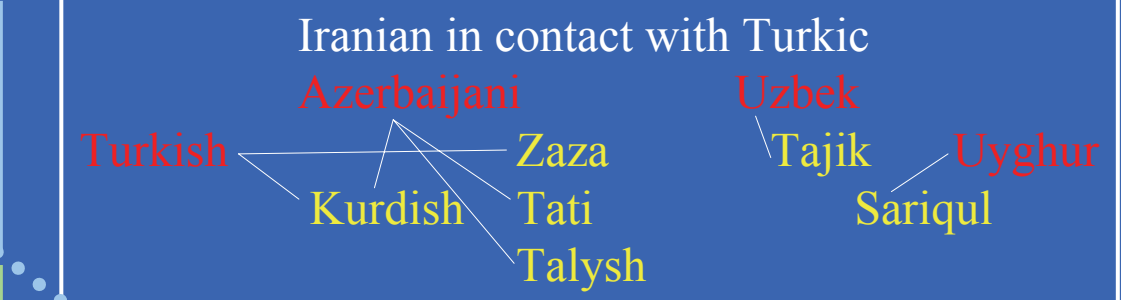 Iranian in contact with Turkic
Azerbaijani Uzbek
Turkish Zaza Tajik Uyghur
Kurdish Tati Sariqul
Talysh